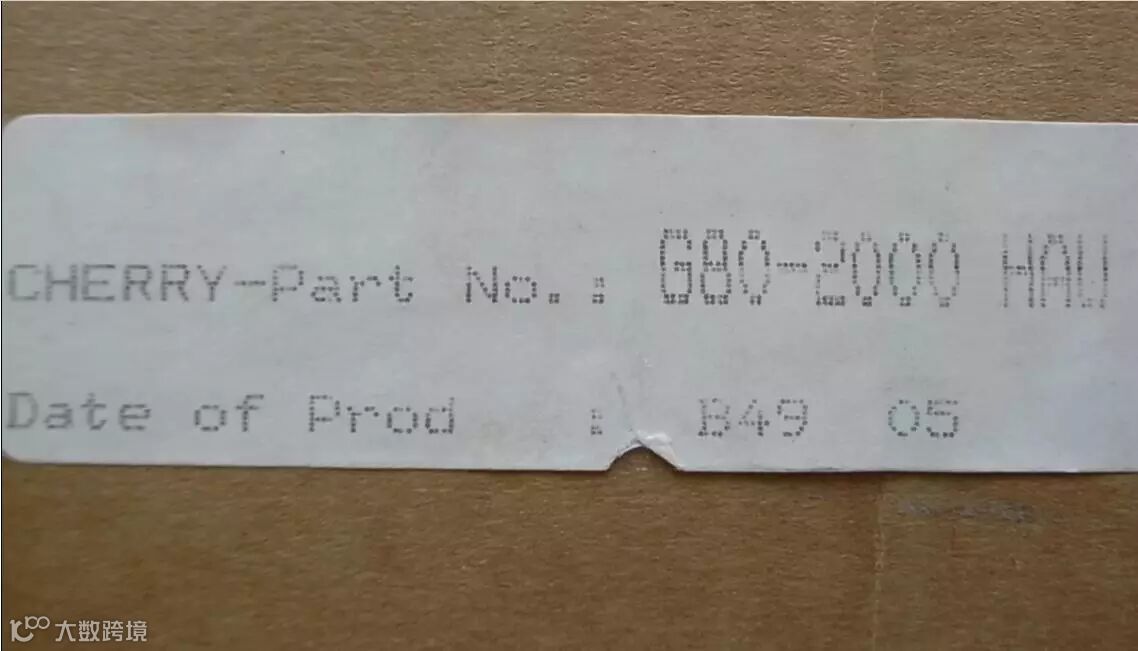 CHERRY-Part No.: G80-2000 HAU
Date of Prod : B49 05
大数跨境